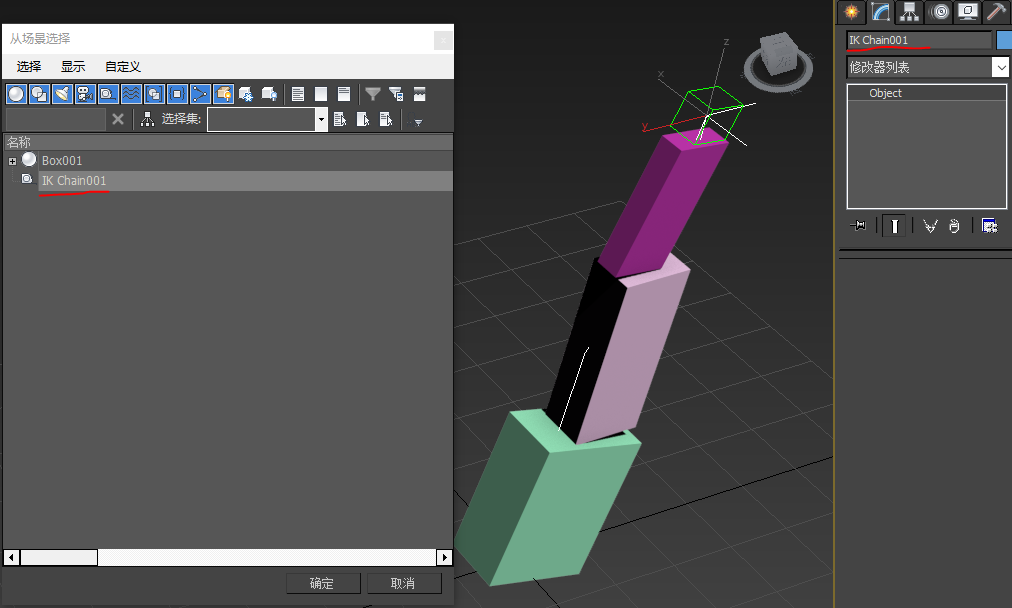 从场景选择
选择 显示 自定义
选择集:
名称
Box001
IK Chain001
确定 取消
z
x
y
IK Chain001
修改器列表
Object